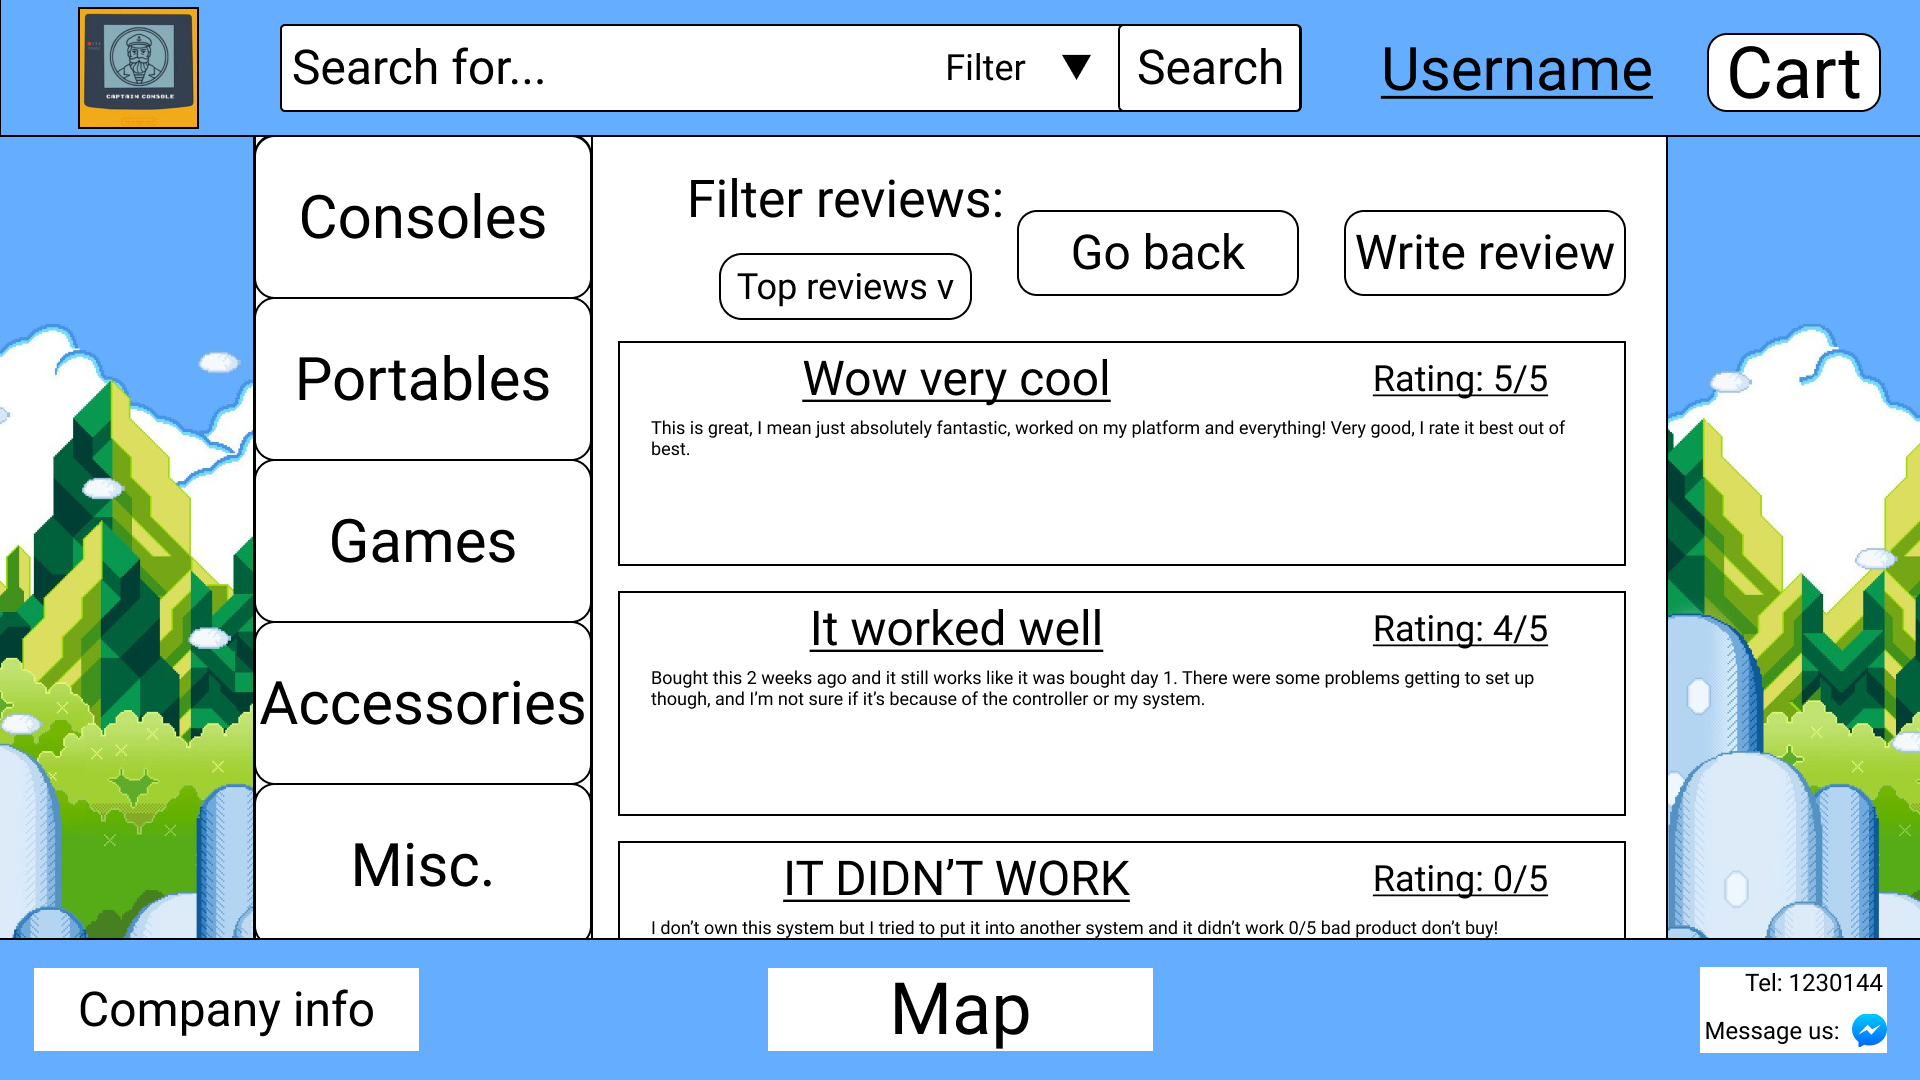 CAPTAIN CONSOLE
Search for...
Filter
Search
Username
Cart
Consoles
Portables
Games
Accessories
Misc.
Filter reviews:
Top reviews v
Go back
Write review
Wow very cool
Rating: 5/5
This is great, I mean just absolutely fantastic, worked on my platform and everything! Very good, I rate it best out of
best.
It worked well
Rating: 4/5
Bought this 2 weeks ago and it still works like it was bought day 1. There were some problems getting to set up
though, and I’m not sure if it’s because of the controller or my system.
IT DIDN’T WORK
Rating: 0/5
I don’t own this system but I tried to put it into another system and it didn’t work 0/5 bad product don’t buy!
Company info
Map
Tel: 1230144
Message us: